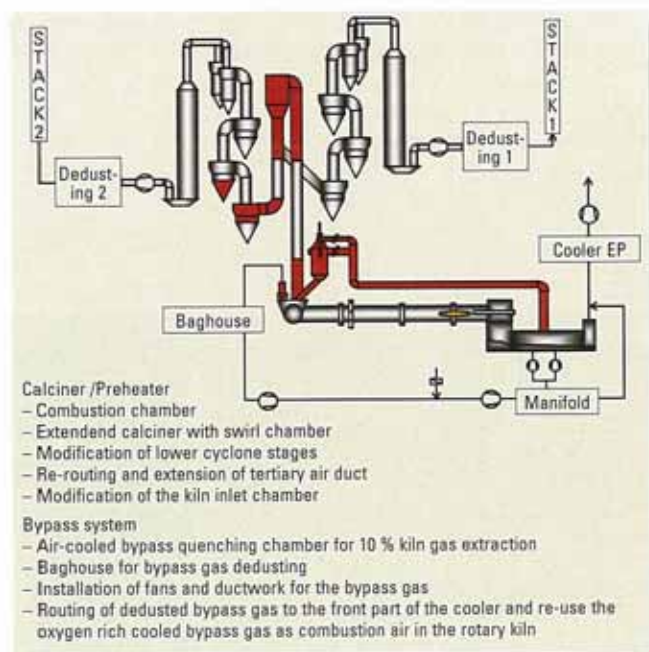 STACK2
STACK1
Dedust-
ing 2
Dedust-
ing 1
Cooler EP
Baghouse
Manifold
Calciner /Preheater
– Combustion chamber
– Extendend calciner with swirl chamber
– Modification of lower cyclone stages
– Re-routing and extension of tertiary air duct
– Modification of the kiln inlet chamber
Bypass system
– Air-cooled bypass quenching chamber for 10 % kiln gas extraction
– Baghouse for bypass gas dedusting
– Installation of fans and ductwork for the bypass gas
– Routing of dedusted bypass gas to the front part of the cooler and re-use the
oxygen rich cooled bypass gas as combustion air in the rotary kiln